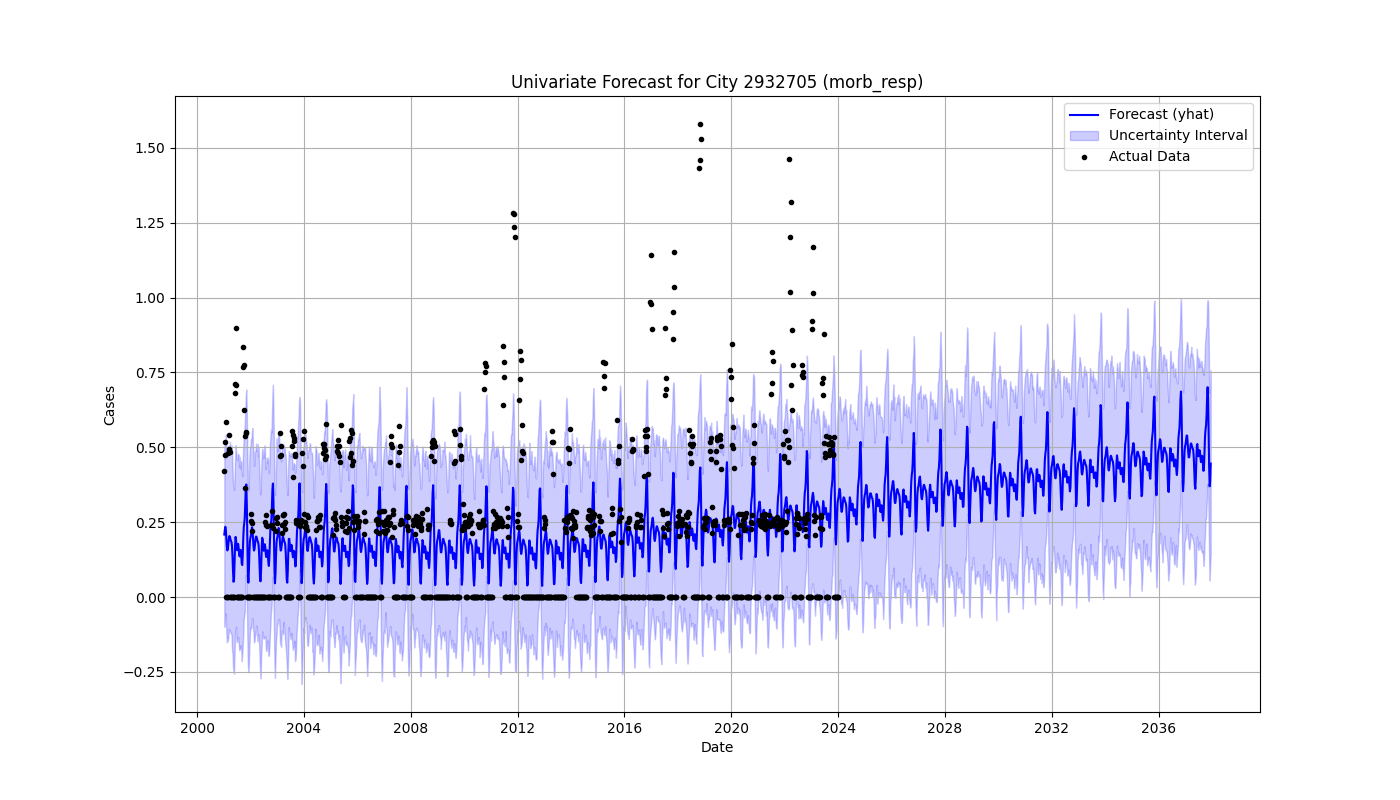 Univariate Forecast for City 2932705 (morb_resp)
Forecast (yhat)
Uncertainty Interval
Actual Data
Cases
1.50
1.25
1.00
0.75
0.50
0.25
0.00
−0.25
2000 2004 2008 2012 2016 2020 2024 2028 2032 2036
Date